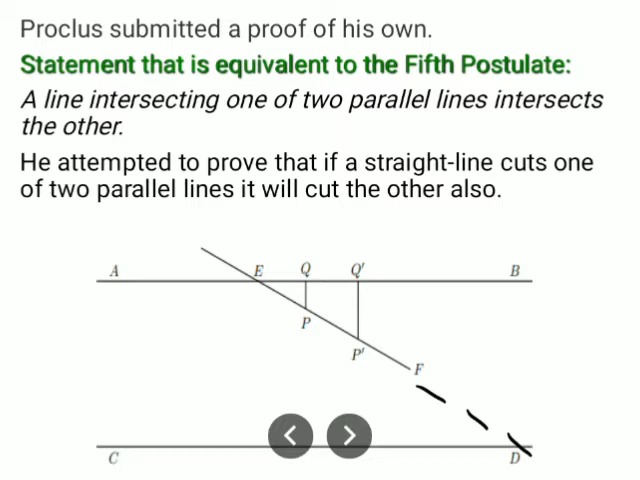 Proclus submitted a proof of his own.
Statement that is equivalent to the Fifth Postulate:
A line intersecting one of two parallel lines intersects
the other.
He attempted to prove that if a straight-line cuts one
of two parallel lines it will cut the other also.
A E Q Q' B
P
P'
F
C D